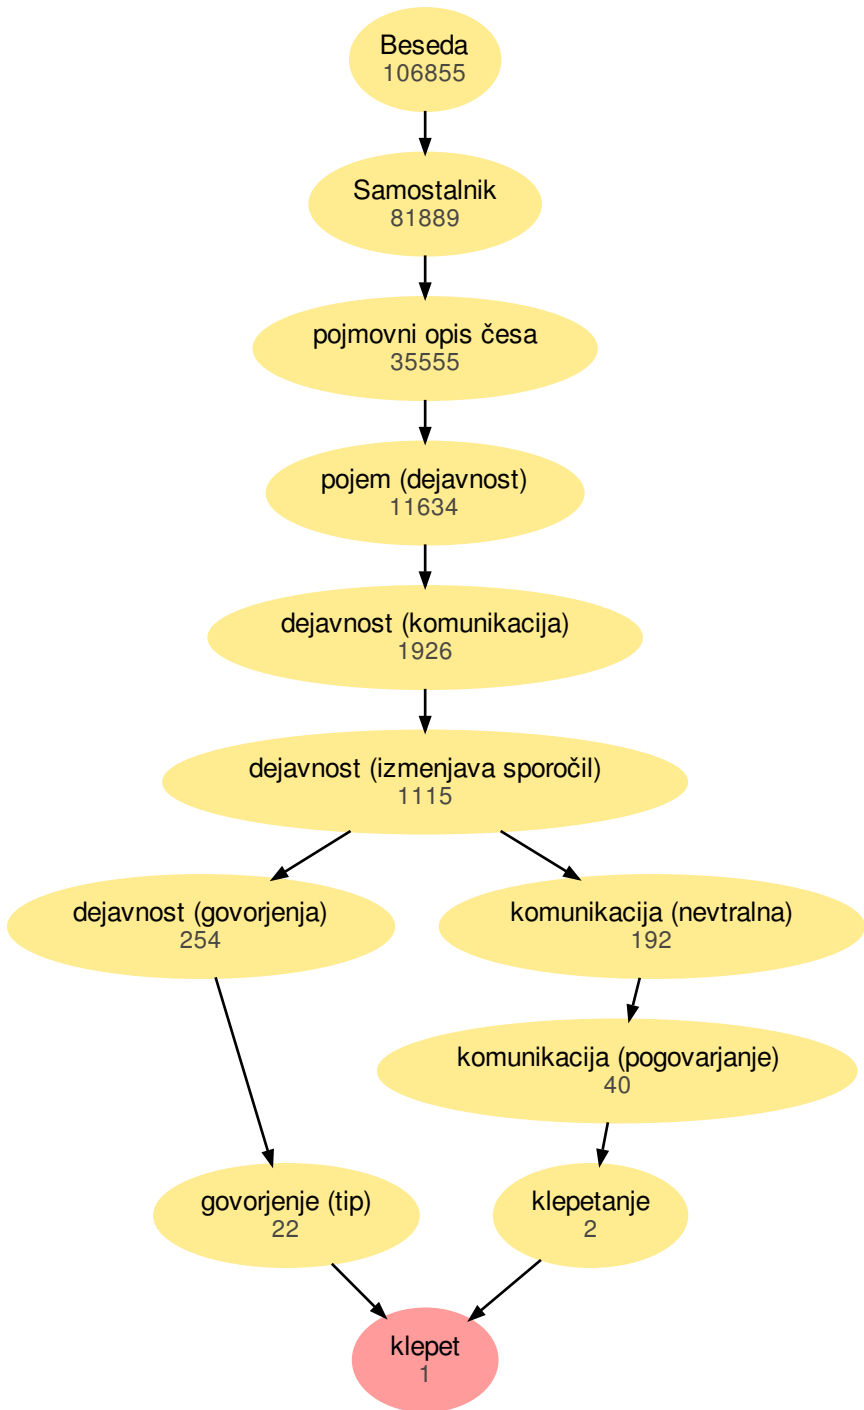 Beseda
106855
Samostalnik
81889
pojmovni opis česa
35555
pojem (dejavnost)
11634
dejavnost (komunikacija)
1926
dejavnost (izmenjava sporočil)
1115
dejavnost (govorjenja)
254
komunikacija (nevtralna)
192
komunikacija (pogovarjanje)
40
govorjenje (tip)
22
klepetanje
2
klepet
1